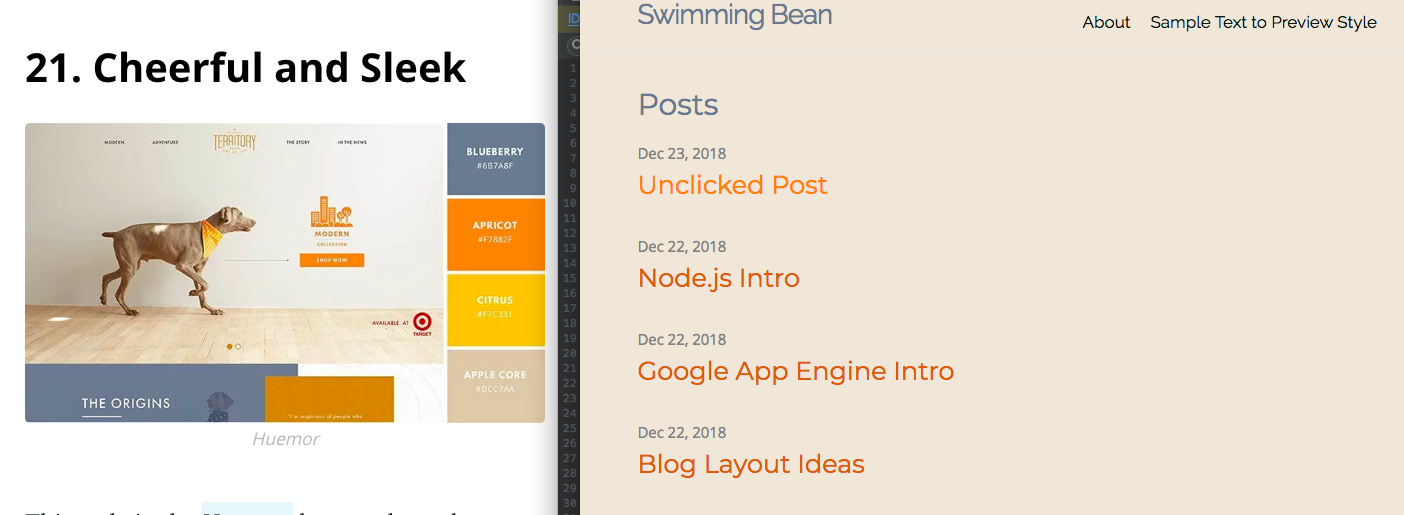 21. Cheerful and Sleek
MODERN
ADVENTURE
TERRITORY
THE STORY
IN THE NEWS
MODERN
COLLECTION
SHOP NOW
AVAILABLE AT
TARGET
THE ORIGINS
"I'm suspicious of people who
BLUEBERRY
#6B7A8F
APRICOT
#F7882F
CITRUS
#F7C331
APPLE CORE
#DCC7AA
Huemor
ID
1
2
3
4
5
6
7
8
9
10
11
12
13
14
15
16
17
18
19
20
21
22
23
24
25
26
27
28
29
30
Swimming Bean
About Sample Text to Preview Style
Posts
Dec 23, 2018
Unclicked Post
Dec 22, 2018
Node.js Intro
Dec 22, 2018
Google App Engine Intro
Dec 22, 2018
Blog Layout Ideas